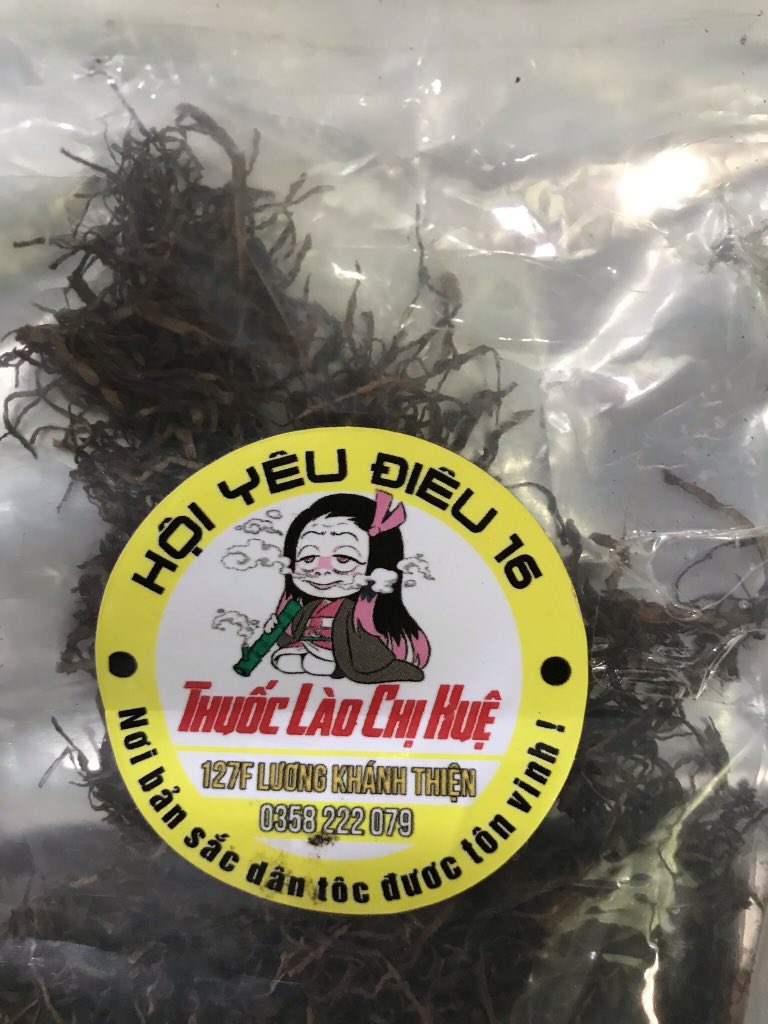 HỘI YÊU ĐIẾU 16
THUỐC LÀO CHỊ HUỆ
127F LƯƠNG KHÁNH THIỆN
0358 222 079
Nơi bản sắc dân tộc được tôn vinh !